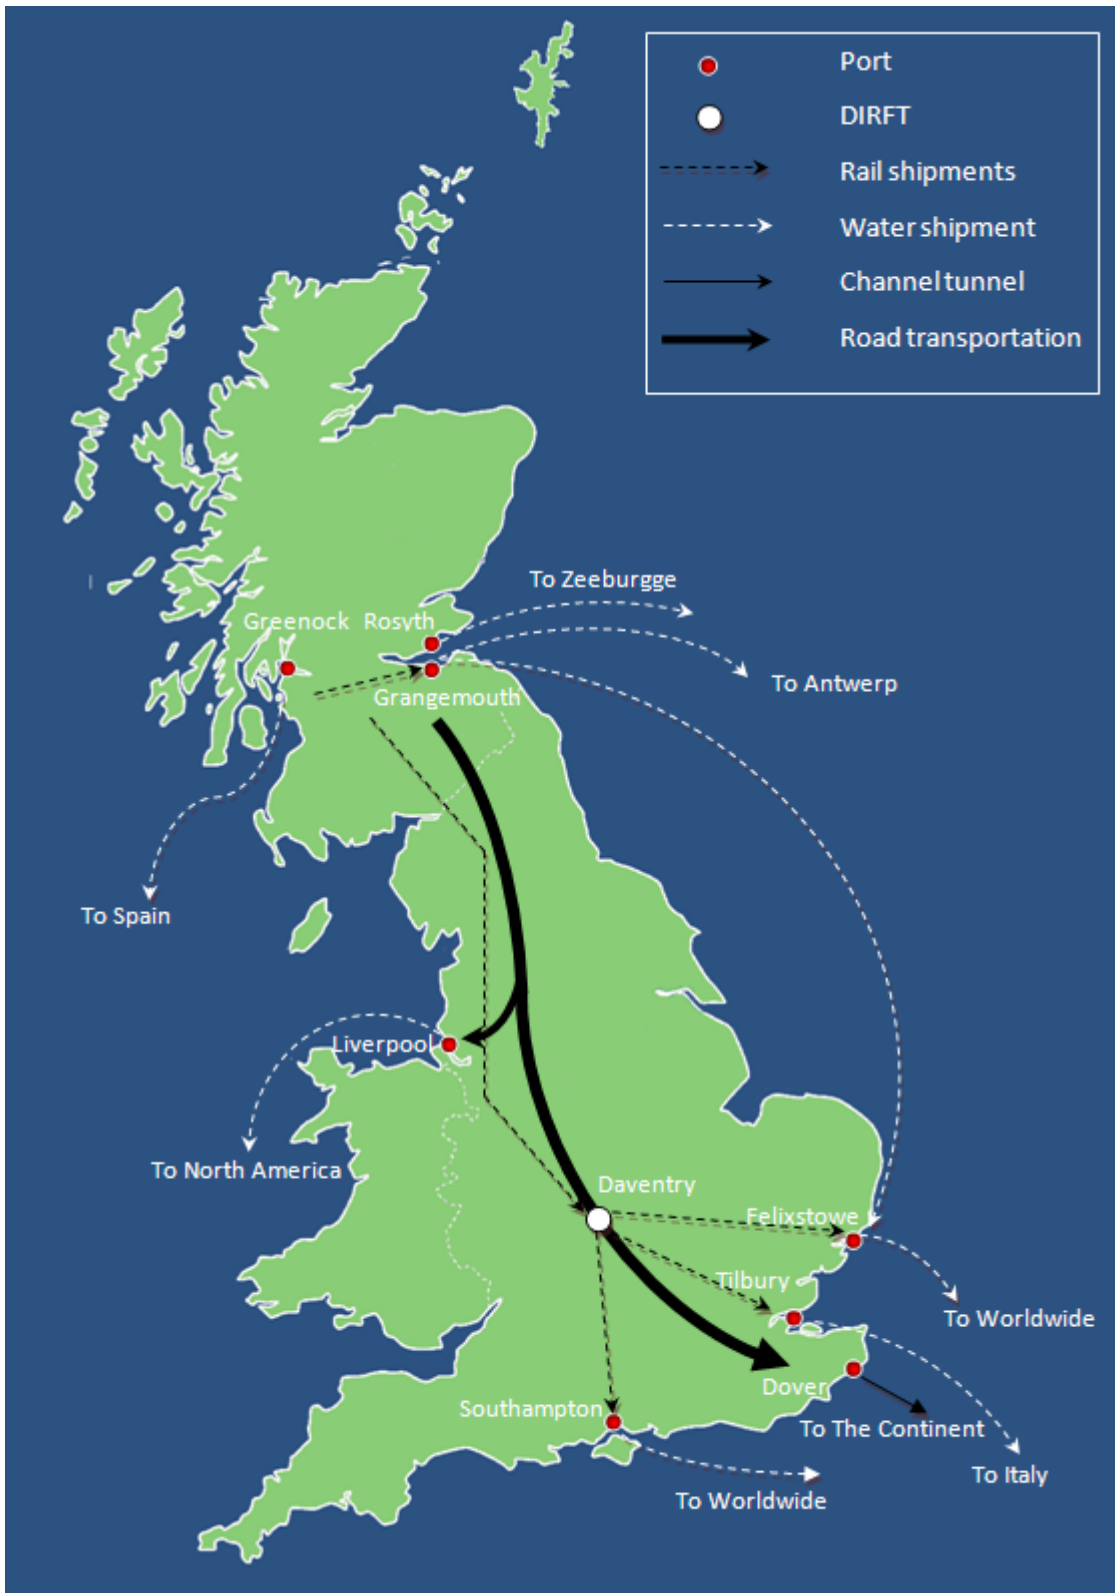 Port
DIRFT
Rail shipments
Water shipment
Channel tunnel
Road transportation
To Zeeburgge
Greenock
Rosyth
To Antwerp
Grangemouth
To Spain
Liverpool
To North America
Daventry
Felixstowe
Tilbury
To Worldwide
Dover
Southampton
To The Continent
To Italy
To Worldwide